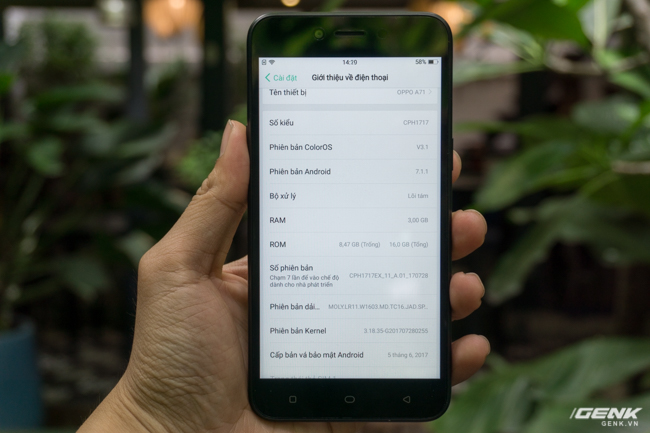 14:19 58%
Cài đặt Giới thiệu về điện thoại
Tên thiết bị OPPO A71
Số kiểu CPH1717
Phiên bản ColorOS V3.1
Phiên bản Android 7.1.1
Bộ xử lý Lõi tám
RAM 3,00 GB
ROM 8,47 GB (Trống) 16,0 GB (Tổng)
Số phiên bản CPH1717EX_11_A.01_170728
Chạm 7 lần để vào chế độ
dành cho nhà phát triển
Phiên bản dải... MOLY.LR11.W1603.MD.TC16.JAD.SP...
Phiên bản Kernel 3.18.35-G201707280255
Cấp bản vá bảo mật Android 5 tháng 6, 2017
GENK
GENK.VN